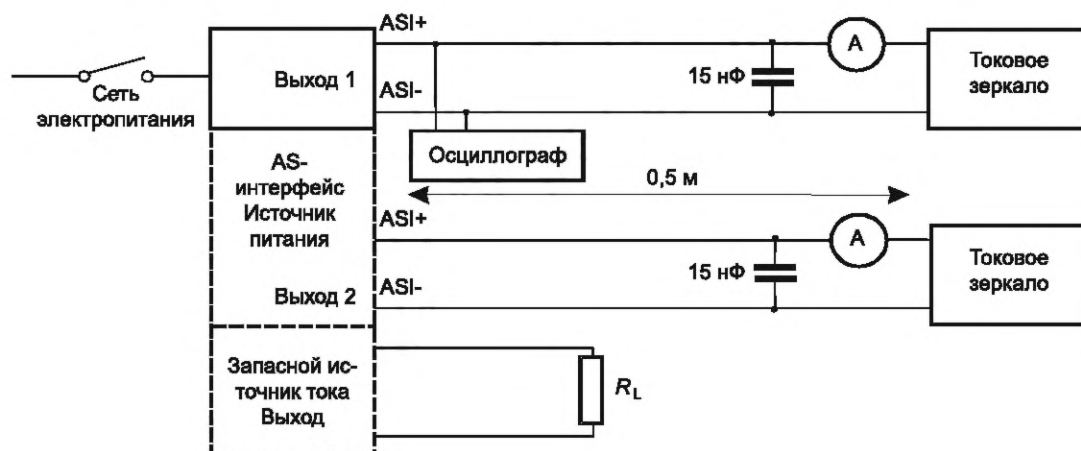 ASI+
A
Выход 1
15 нФ
Токовое
зеркало
ASI-
Сеть
электропитания
Осциллограф
AS-
интерфейс
Источник
питания
0,5 м
ASI+
A
15 нФ
Токовое
зеркало
Выход 2
ASI-
Запасной ис-
точник тока
Выход
RL